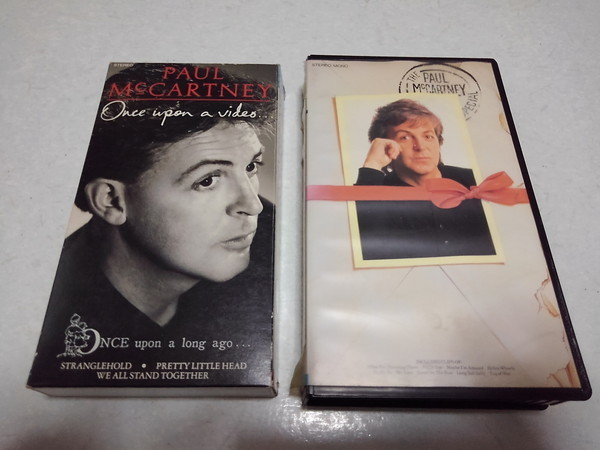 STEREO
PAUL
McCARTNEY
Once upon a video...
ONCE upon a long ago...
STRANGLEHOLD • PRETTY LITTLE HEAD
WE ALL STAND TOGETHER
STEREO MONO
THE
PAUL
McCARTNEY
SPECIAL